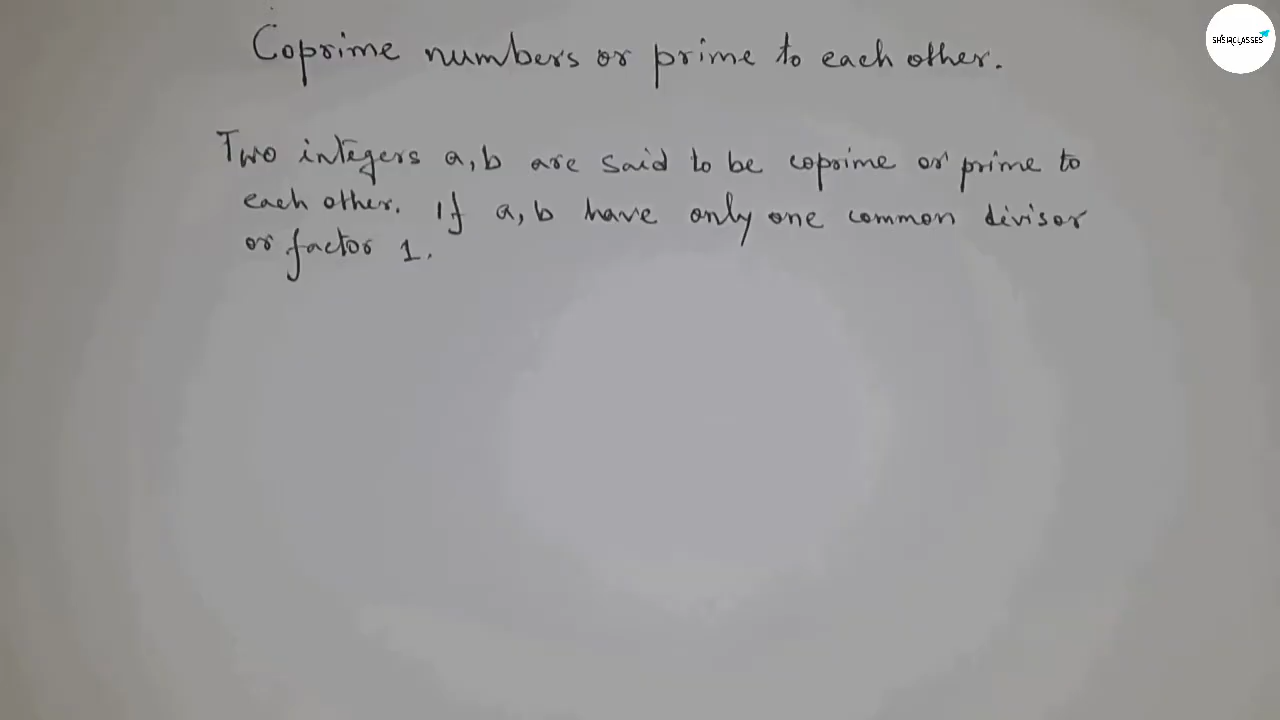 Coprime numbers or prime to each other.
SHSIRCLASSES
Two integers a, b are said to be coprime or prime to
each other. If a, b have only one common divisor
or factor 1.